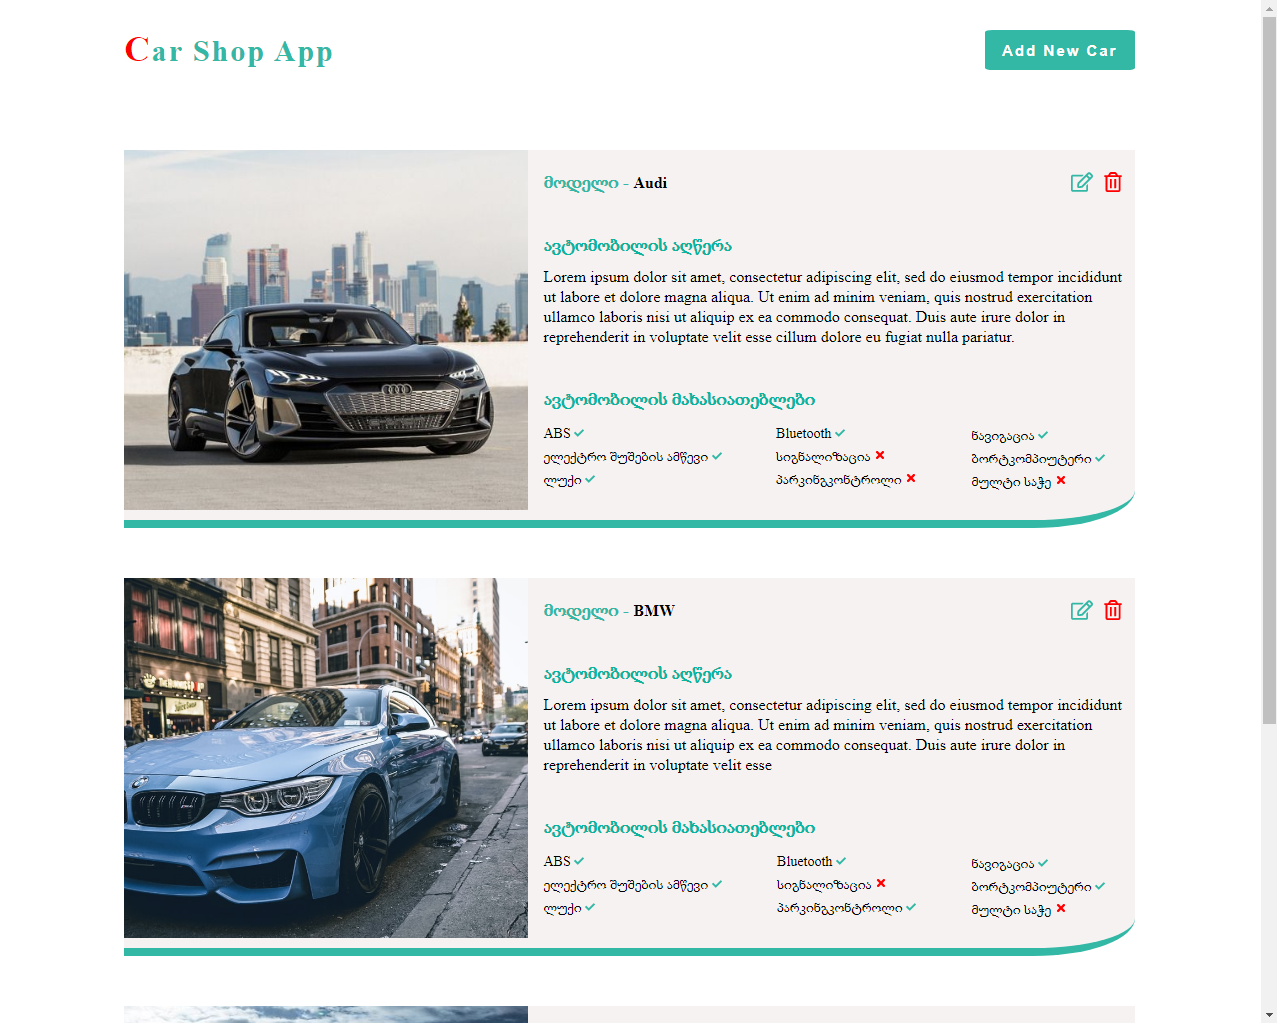 Car Shop App
Add New Car
მოდელი - Audi
ავტომობილის აღწერა
Lorem ipsum dolor sit amet, consectetur adipiscing elit, sed do eiusmod tempor incididunt
ut labore et dolore magna aliqua. Ut enim ad minim veniam, quis nostrud exercitation
ullamco laboris nisi ut aliquip ex ea commodo consequat. Duis aute irure dolor in
reprehenderit in voluptate velit esse cillum dolore eu fugiat nulla pariatur.
ავტომობილის მახასიათებლები
ABS
ელექტრო შუშების ამწევი
ლუქი
Bluetooth
სიგნალიზაცია
პარკინგკონტროლი
ნავიგაცია
ბორტკომპიუტერი
მულტი საჭე
მოდელი - BMW
ავტომობილის აღწერა
Lorem ipsum dolor sit amet, consectetur adipiscing elit, sed do eiusmod tempor incididunt
ut labore et dolore magna aliqua. Ut enim ad minim veniam, quis nostrud exercitation
ullamco laboris nisi ut aliquip ex ea commodo consequat. Duis aute irure dolor in
reprehenderit in voluptate velit esse
ავტომობილის მახასიათებლები
ABS
ელექტრო შუშების ამწევი
ლუქი
Bluetooth
სიგნალიზაცია
პარკინგკონტროლი
ნავიგაცია
ბორტკომპიუტერი
მულტი საჭე